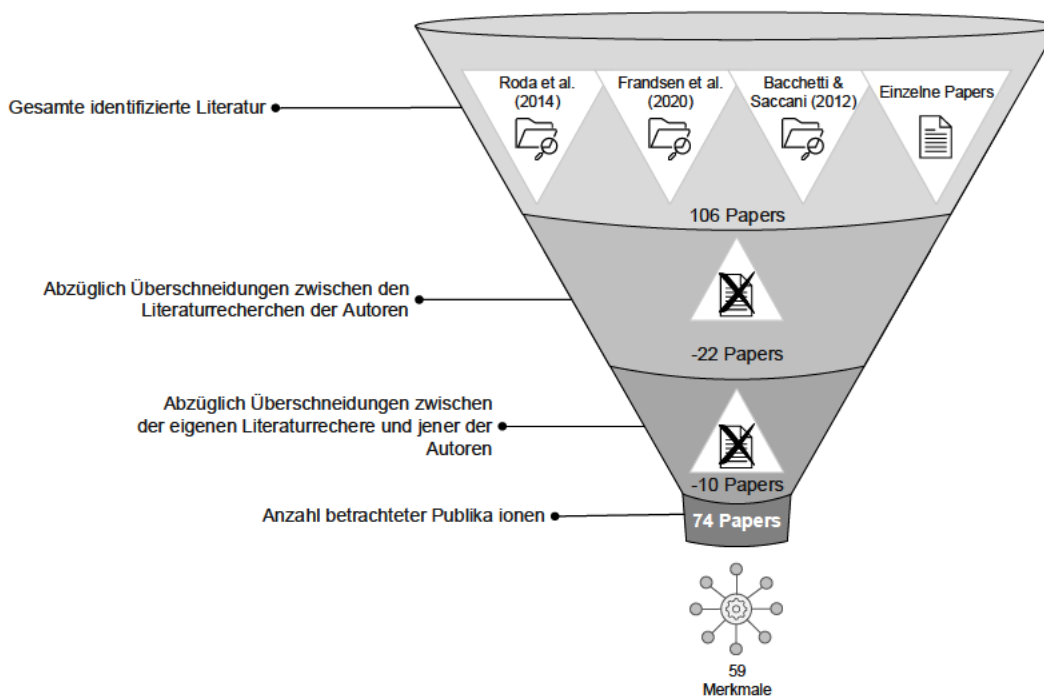 Roda et al.
(2014)
Frandsen et al.
(2020)
Bacchetti &
Saccani (2012)
Einzelne Papers
Gesamte identifizierte Literatur
106 Papers
Abzüglich Überschneidungen zwischen den
Literaturrecherchen der Autoren
-22 Papers
Abzüglich Überschneidungen zwischen
der eigenen Literaturrechere und jener der
Autoren
-10 Papers
Anzahl betrachteter Publika ionen
74 Papers
59
Merkmale